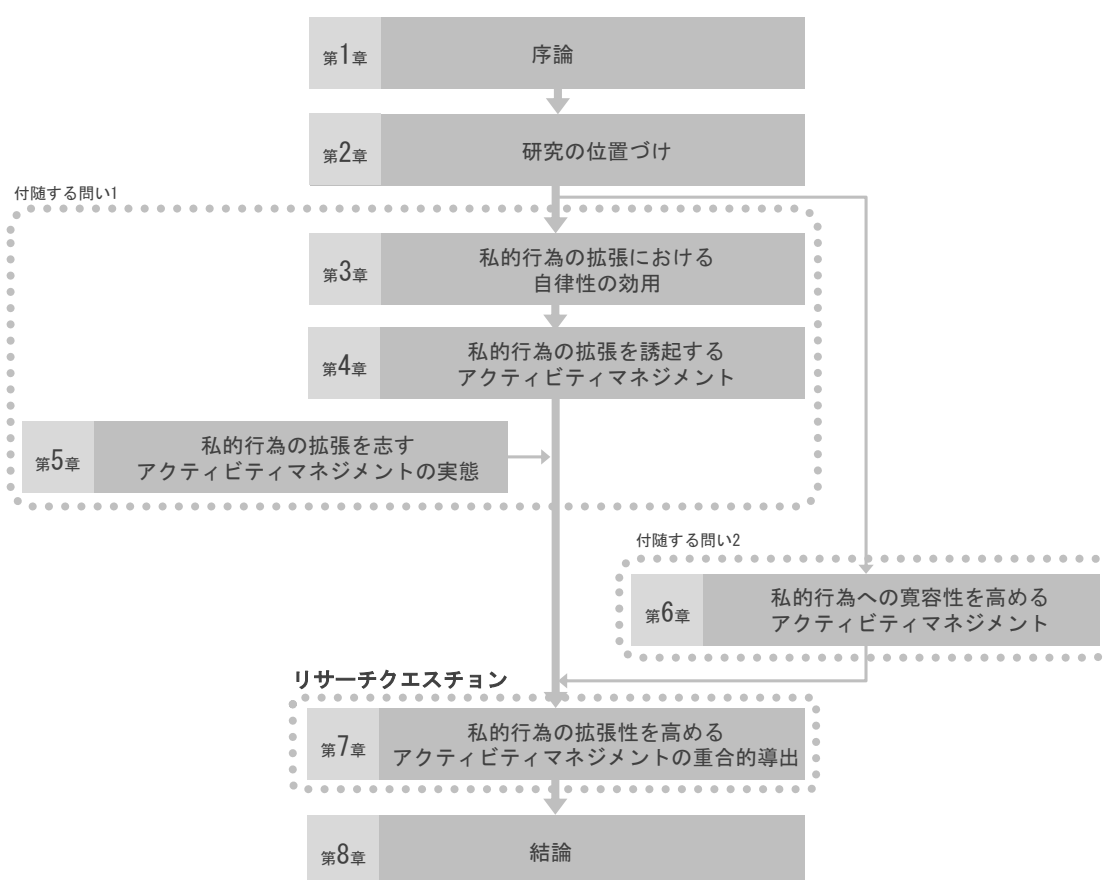 第1章 序論
第2章 研究の位置づけ
付随する問い1
第3章 私的行為の拡張における
自律性の効用
第4章 私的行為の拡張を誘起する
アクティビティマネジメント
第5章 私的行為の拡張を志す
アクティビティマネジメントの実態
付随する問い2
第6章 私的行為への寛容性を高める
アクティビティマネジメント
リサーチクエスチョン
第7章 私的行為の拡張性を高める
アクティビティマネジメントの重合的導出
第8章 結論